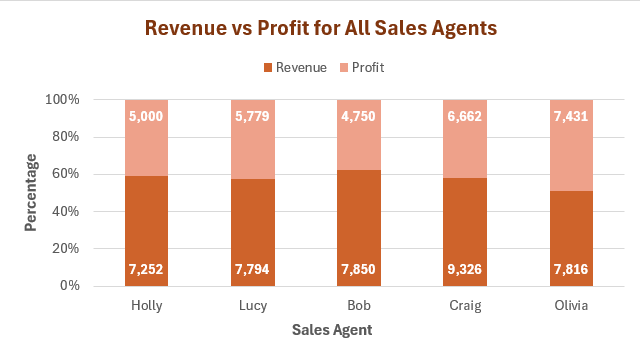 Revenue vs Profit for All Sales Agents
Revenue Profit
100%
80%
60%
40%
20%
0%
Percentage
5,000 5,779 4,750 6,662 7,431
7,252 7,794 7,850 9,326 7,816
Holly Lucy Bob Craig Olivia
Sales Agent